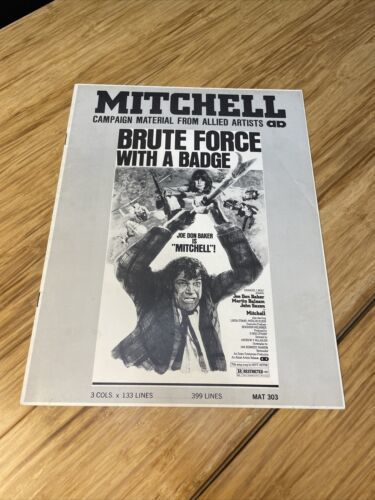 MITCHELL
CAMPAIGN MATERIAL FROM ALLIED ARTISTS
BRUTE FORCE
WITH A BADGE
JOE DON BAKER
IS
"MITCHELL"!
Joe Don Baker
Martin Balsam
John Saxon
Mitchell
R RESTRICTED
3 COLS. x 133 LINES
399 LINES
MAT 303